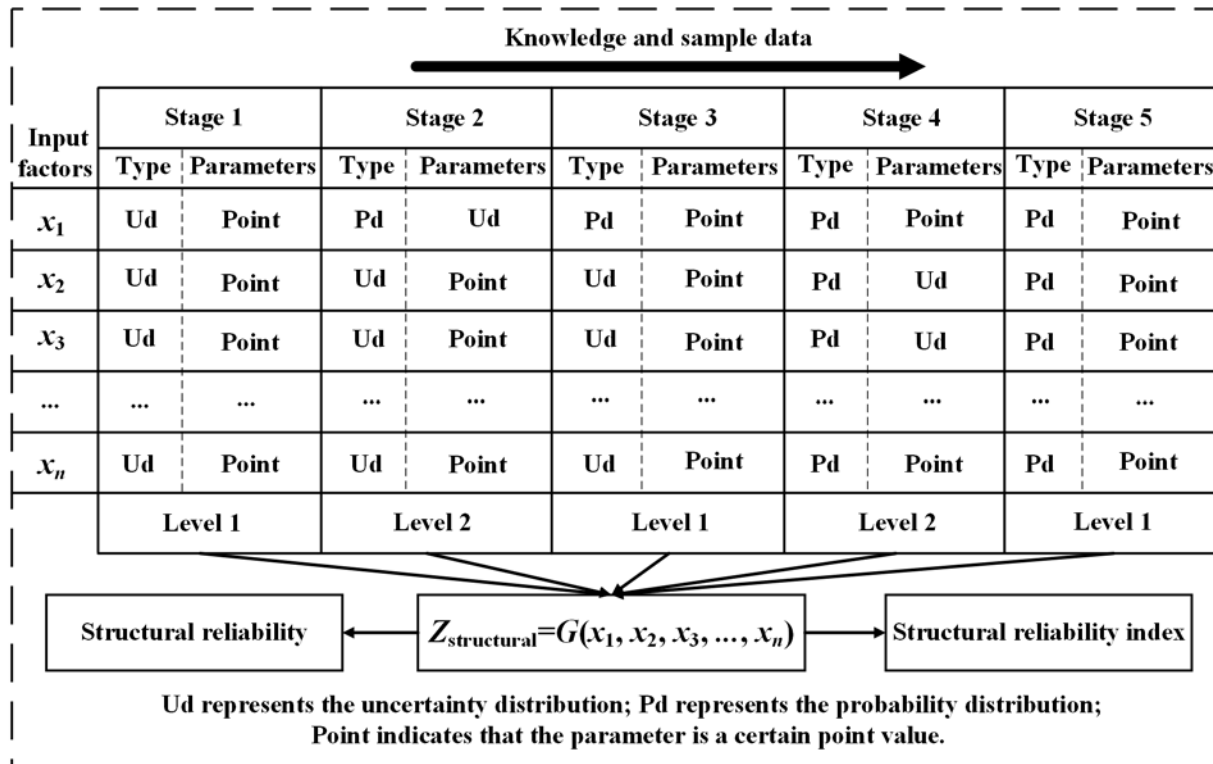 Knowledge and sample data
Input factors Stage 1 Stage 2 Stage 3 Stage 4 Stage 5
Type Parameters Type Parameters Type Parameters Type Parameters Type Parameters
x1 Ud Point Pd Ud Pd Point Pd Point Pd Point
x2 Ud Point Ud Point Ud Point Pd Ud Pd Point
x3 Ud Point Ud Point Ud Point Pd Ud Pd Point
... ... ... ... ... ... ... ... ... ... ...
xn Ud Point Ud Point Ud Point Pd Point Pd Point
Level 1 Level 2 Level 1 Level 2 Level 1
Structural reliability Zstructural=G(x1, x2, x3, ..., xn) Structural reliability index
Ud represents the uncertainty distribution; Pd represents the probability distribution;
Point indicates that the parameter is a certain point value.